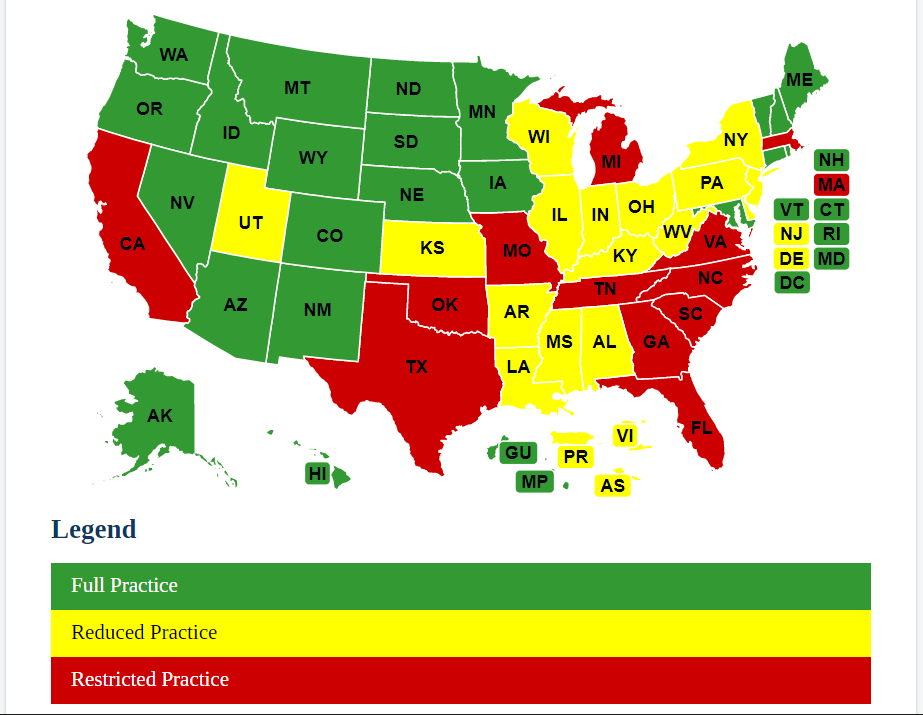 WA
MT
ND
MN
ME
OR
ID
SD
WI
NY
WY
MI
NH
NE
IA
PA
MA
NV
UT
IL
IN
OH
VT
CT
CO
KS
MO
KY
WV
VA
NJ
RI
CA
DE
MD
AZ
NM
OK
AR
TN
NC
DC
SC
TX
MS
AL
GA
LA
AK
FL
HI
GU
PR
VI
MP
AS
Legend
Full Practice
Reduced Practice
Restricted Practice